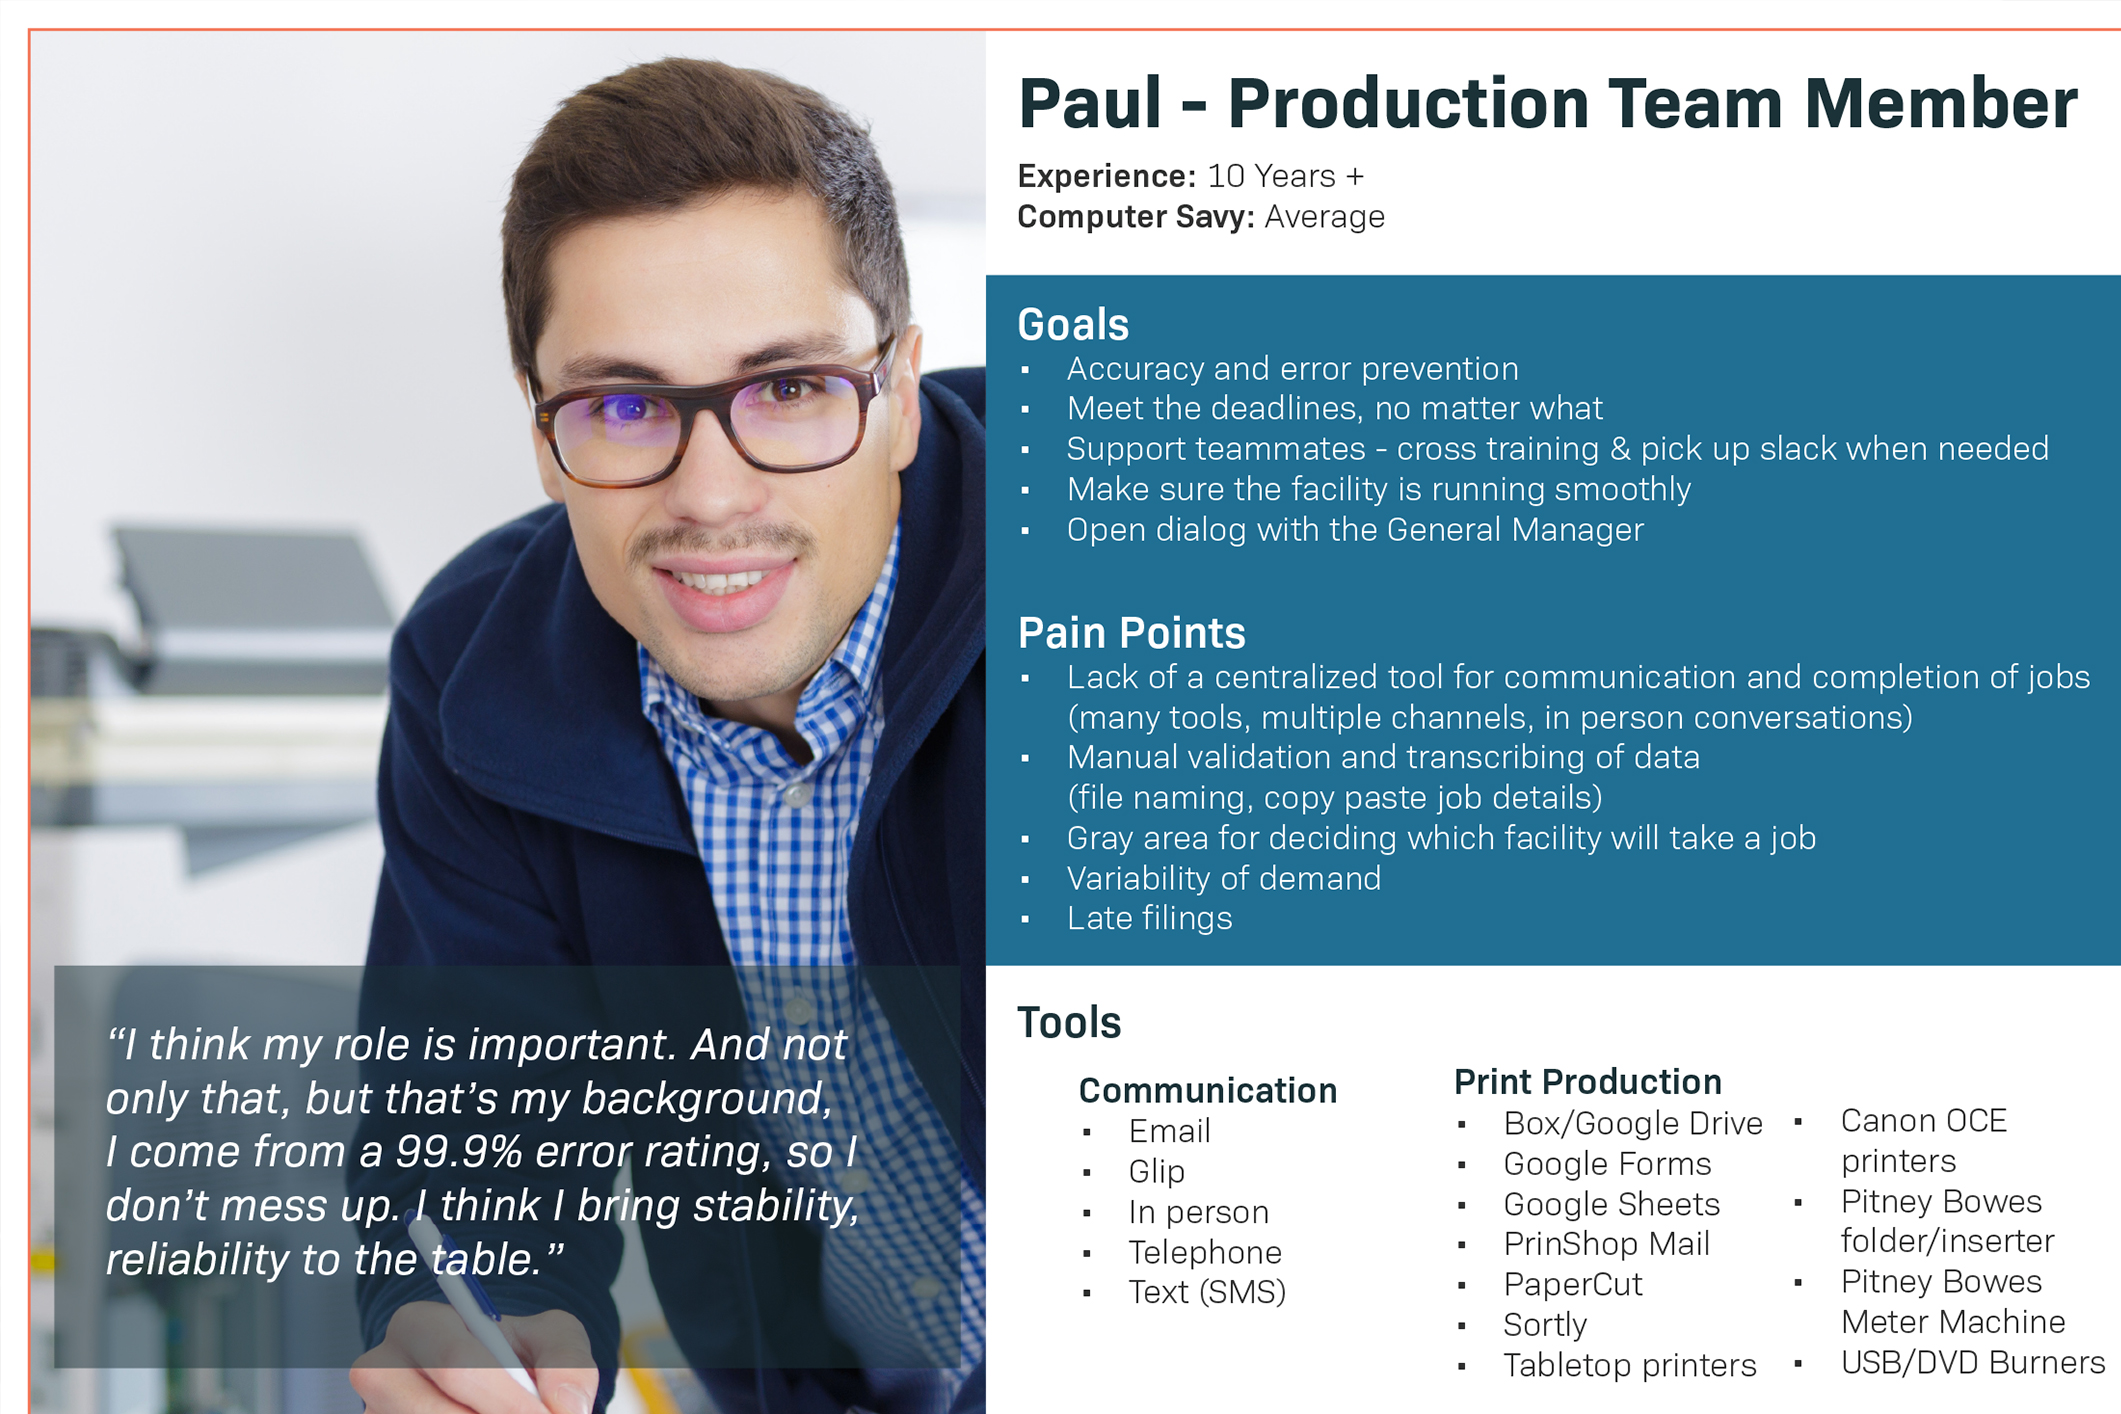 Paul - Production Team Member
Experience: 10 Years +
Computer Savy: Average
Goals
▪ Accuracy and error prevention
▪ Meet the deadlines, no matter what
▪ Support teammates - cross training & pick up slack when needed
▪ Make sure the facility is running smoothly
▪ Open dialog with the General Manager
Pain Points
▪ Lack of a centralized tool for communication and completion of jobs
(many tools, multiple channels, in person conversations)
▪ Manual validation and transcribing of data
(file naming, copy paste job details)
▪ Gray area for deciding which facility will take a job
▪ Variability of demand
▪ Late filings
“I think my role is important. And not
only that, but that’s my background,
I come from a 99.9% error rating, so I
don’t mess up. I think I bring stability,
reliability to the table.”
Tools
Communication
▪ Email
▪ Glip
▪ In person
▪ Telephone
▪ Text (SMS)
Print Production
▪ Box/Google Drive
▪ Google Forms
▪ Google Sheets
▪ PrinShop Mail
▪ PaperCut
▪ Sortly
▪ Tabletop printers
▪ Canon OCE
printers
▪ Pitney Bowes
folder/inserter
▪ Pitney Bowes
Meter Machine
▪ USB/DVD Burners